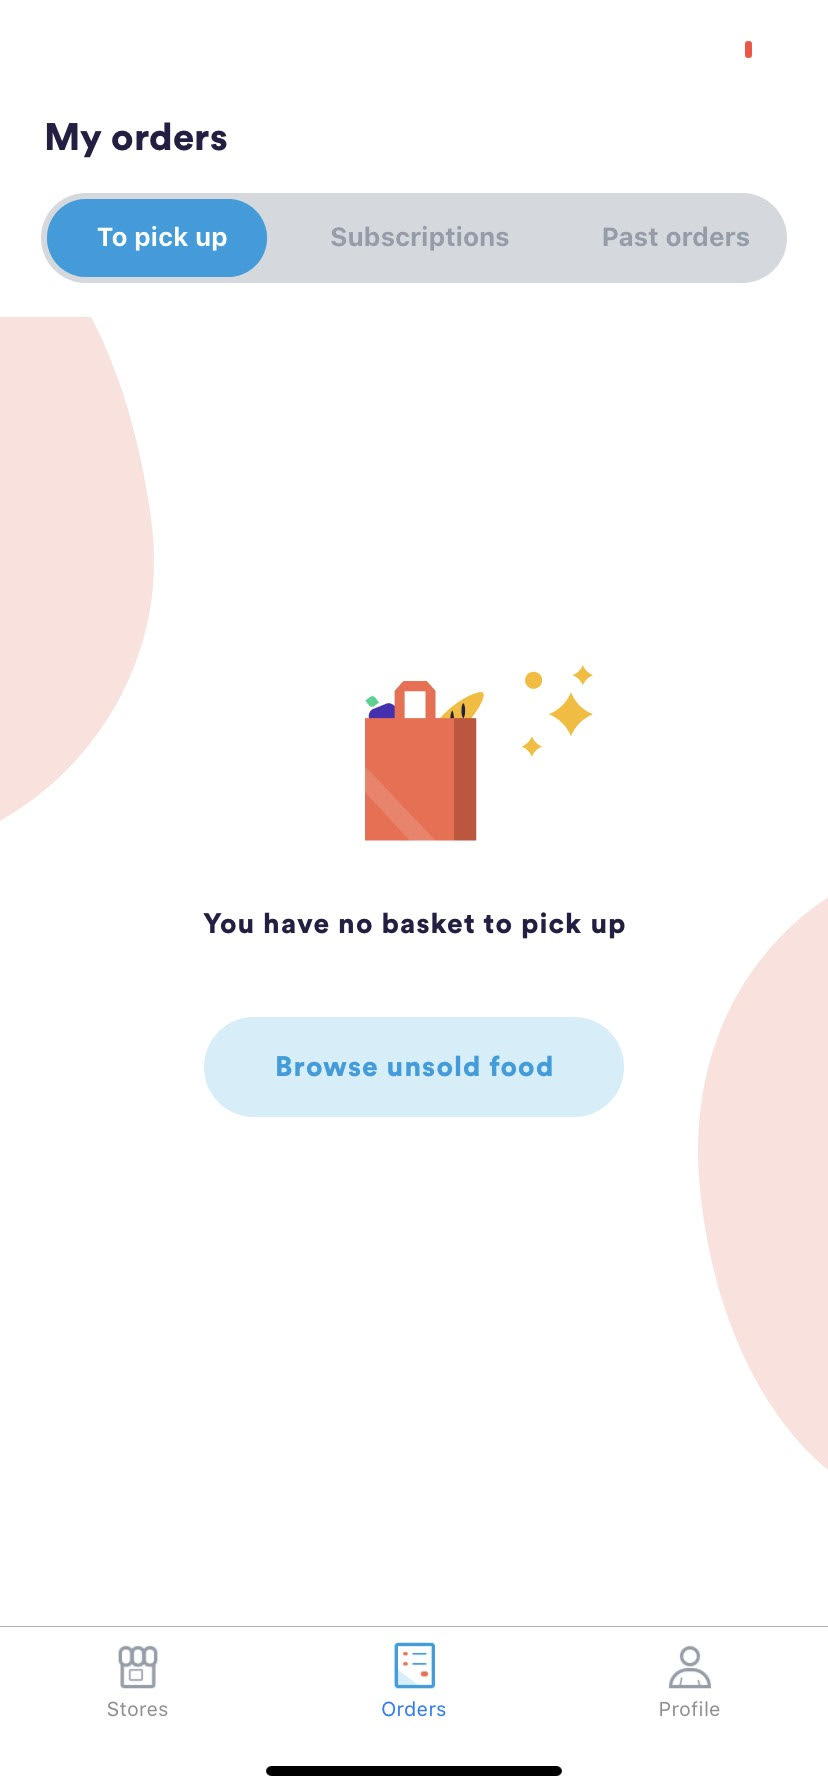 My orders
To pick up
Subscriptions
Past orders
You have no basket to pick up
Browse unsold food
Stores
Orders
Profile